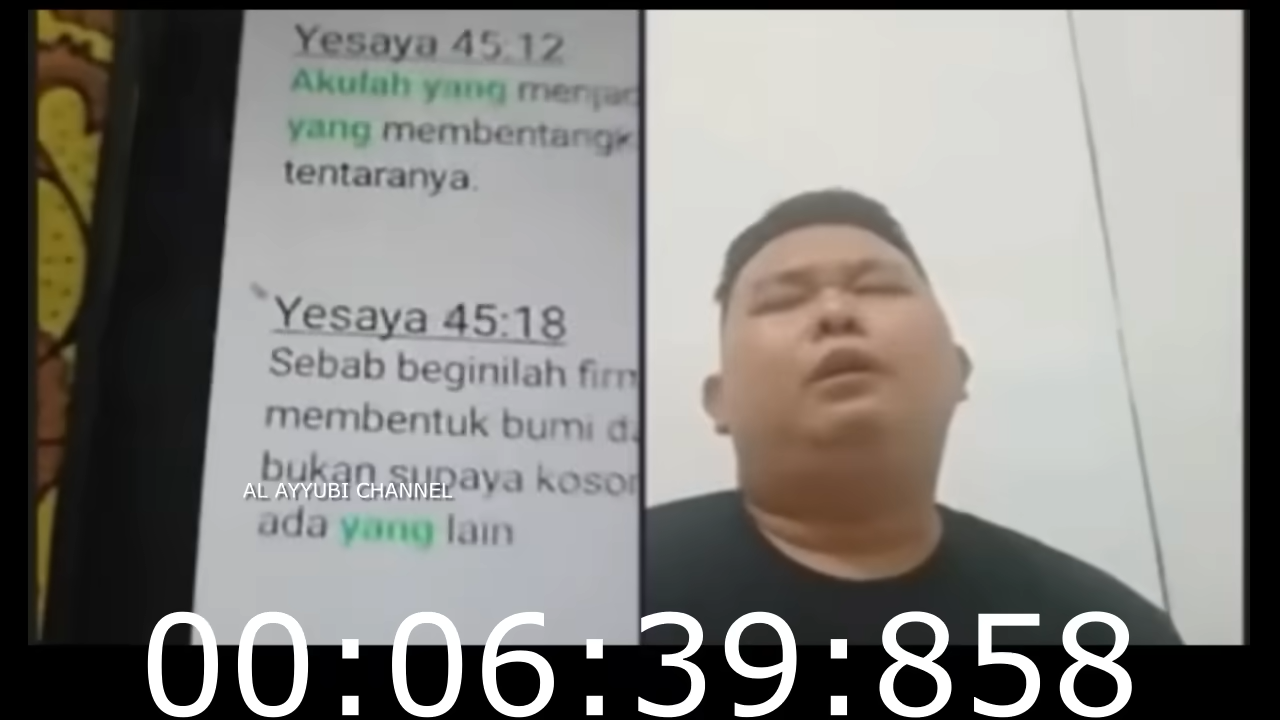 Yesaya 45:12
Akulah yang
yang
tentaranya.
Yesaya 45:18
Sebab beginilah
membentuk bumi
bukan supaya
AL AYYUBI CHANNEL
ada yang lain
00:06:39:858